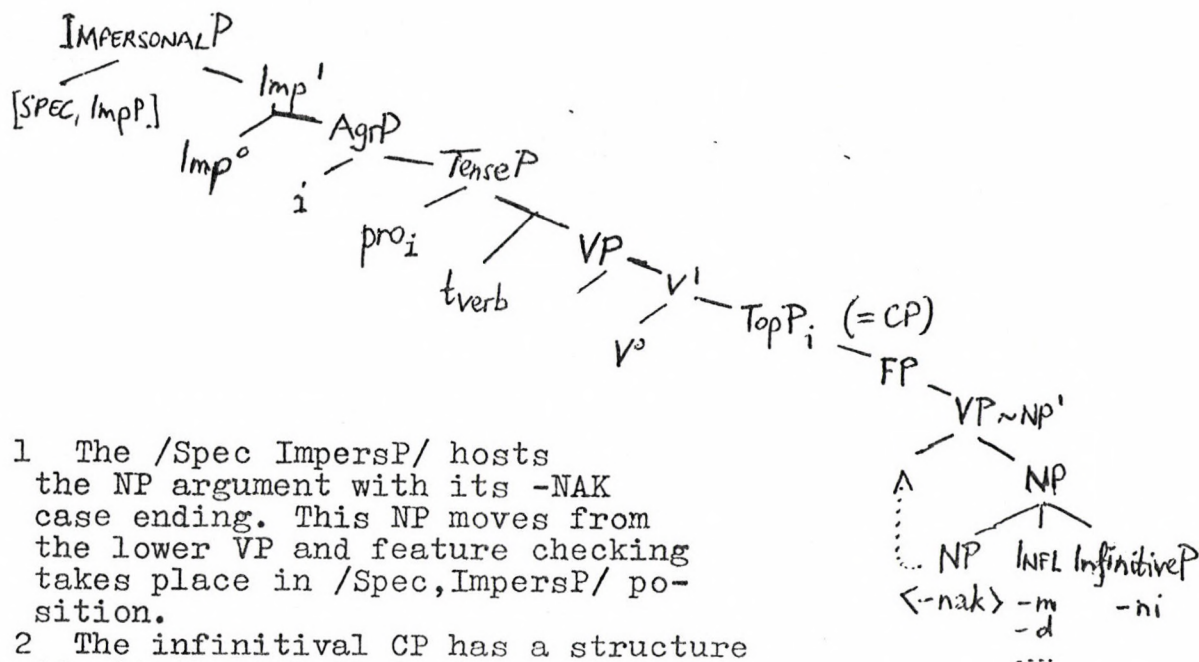 IMPERSONALP
[SPEC, ImpP.]
Imp'
Imp°
AgrP
i
TenseP
pro_i
t_verb
VP
V'
V°
TopP_i (=CP)
FP
VP~NP'
NP
NP INFL InfinitiveP
<-nak> -m -ni
-d
....
1 The /Spec ImpersP/ hosts
the NP argument with its -NAK
case ending. This NP moves from
the lower VP and feature checking
takes place in /Spec,ImpersP/ po-
sition.
2 The infinitival CP has a structure